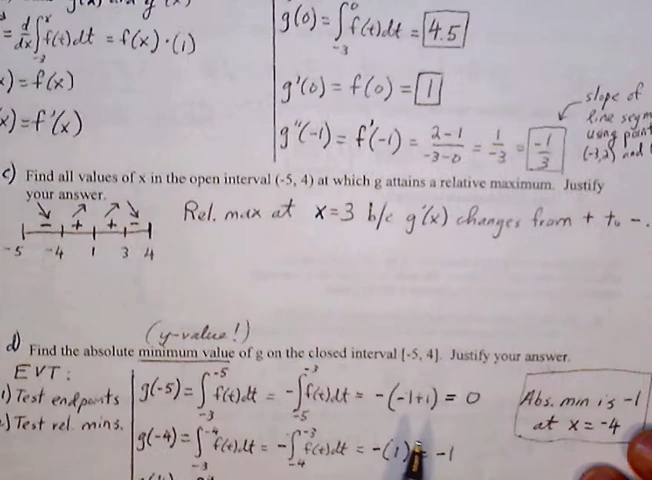 = d/dx ∫_{-3}^{x} f(t)dt = f(x)·(1)
x) = f(x)
x) = f'(x)
g(0) = ∫_{-3}^{0} f(t)dt = 4.5
g'(0) = f(0) = 1
g''(-1) = f'(-1) = 2-1/-3-0 = 1/-3 = -1/3
slope of
line segm
using point
(-3,2) and
c) Find all values of x in the open interval (-5, 4) at which g attains a relative maximum. Justify
your answer.
- + + -
-5 -4 1 3 4
Rel. max at x=3 b/c g'(x) changes from + to -.
(y-value!)
d) Find the absolute minimum value of g on the closed interval [-5, 4]. Justify your answer.
EVT:
1) Test endpoints
2) Test rel. mins.
g(-5) = ∫_{-3}^{-5} f(t)dt = -∫_{-5}^{-3} f(t)dt = -(-1+1) = 0
g(-4) = ∫_{-3}^{-4} f(t)dt = -∫_{-4}^{-3} f(t)dt = -(1) = -1
Abs. min is -1
at x = -4